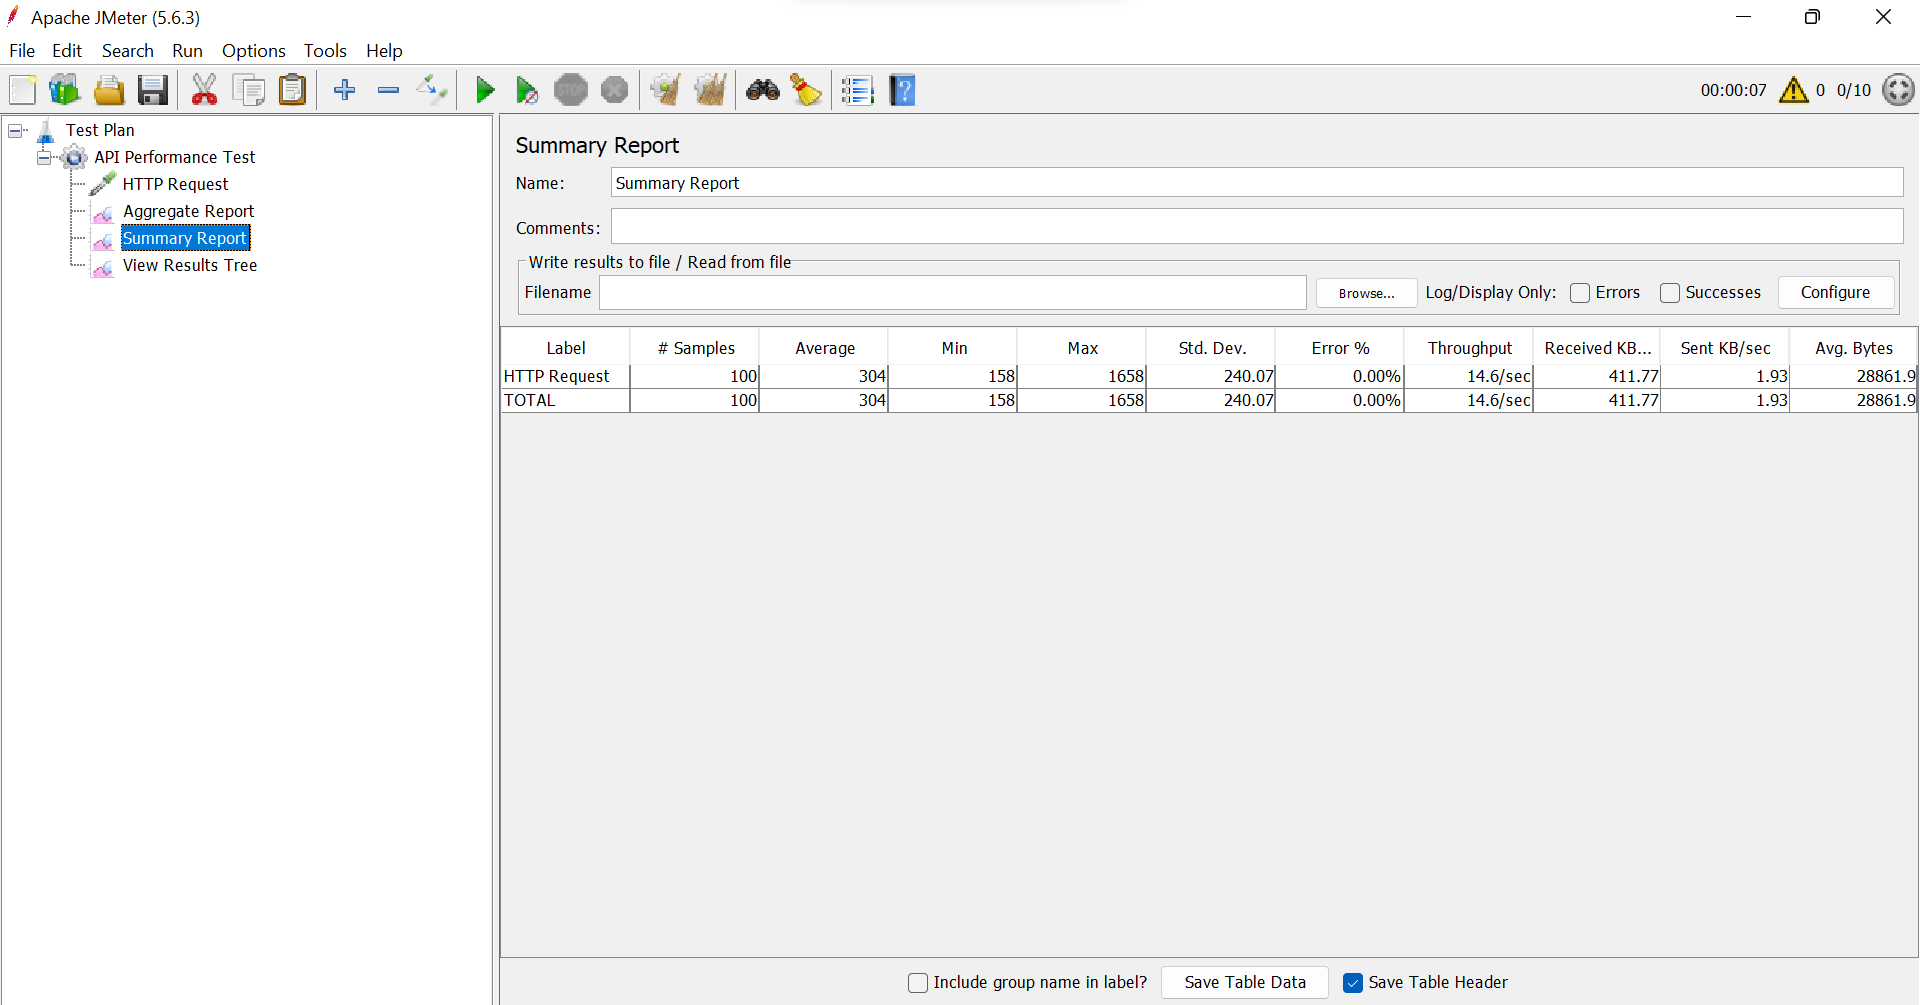 Apache JMeter (5.6.3)
File Edit Search Run Options Tools Help
STOP ? 00:00:07 0 0/10
Test Plan
API Performance Test
HTTP Request
Aggregate Report
Summary Report
View Results Tree
Summary Report
Name: Summary Report
Comments:
Write results to file / Read from file
Filename Browse... Log/Display Only: Errors Successes Configure
Label # Samples Average Min Max Std. Dev. Error % Throughput Received KB... Sent KB/sec Avg. Bytes
HTTP Request 100 304 158 1658 240.07 0.00% 14.6/sec 411.77 1.93 28861.9
TOTAL 100 304 158 1658 240.07 0.00% 14.6/sec 411.77 1.93 28861.9
Include group name in label? Save Table Data Save Table Header